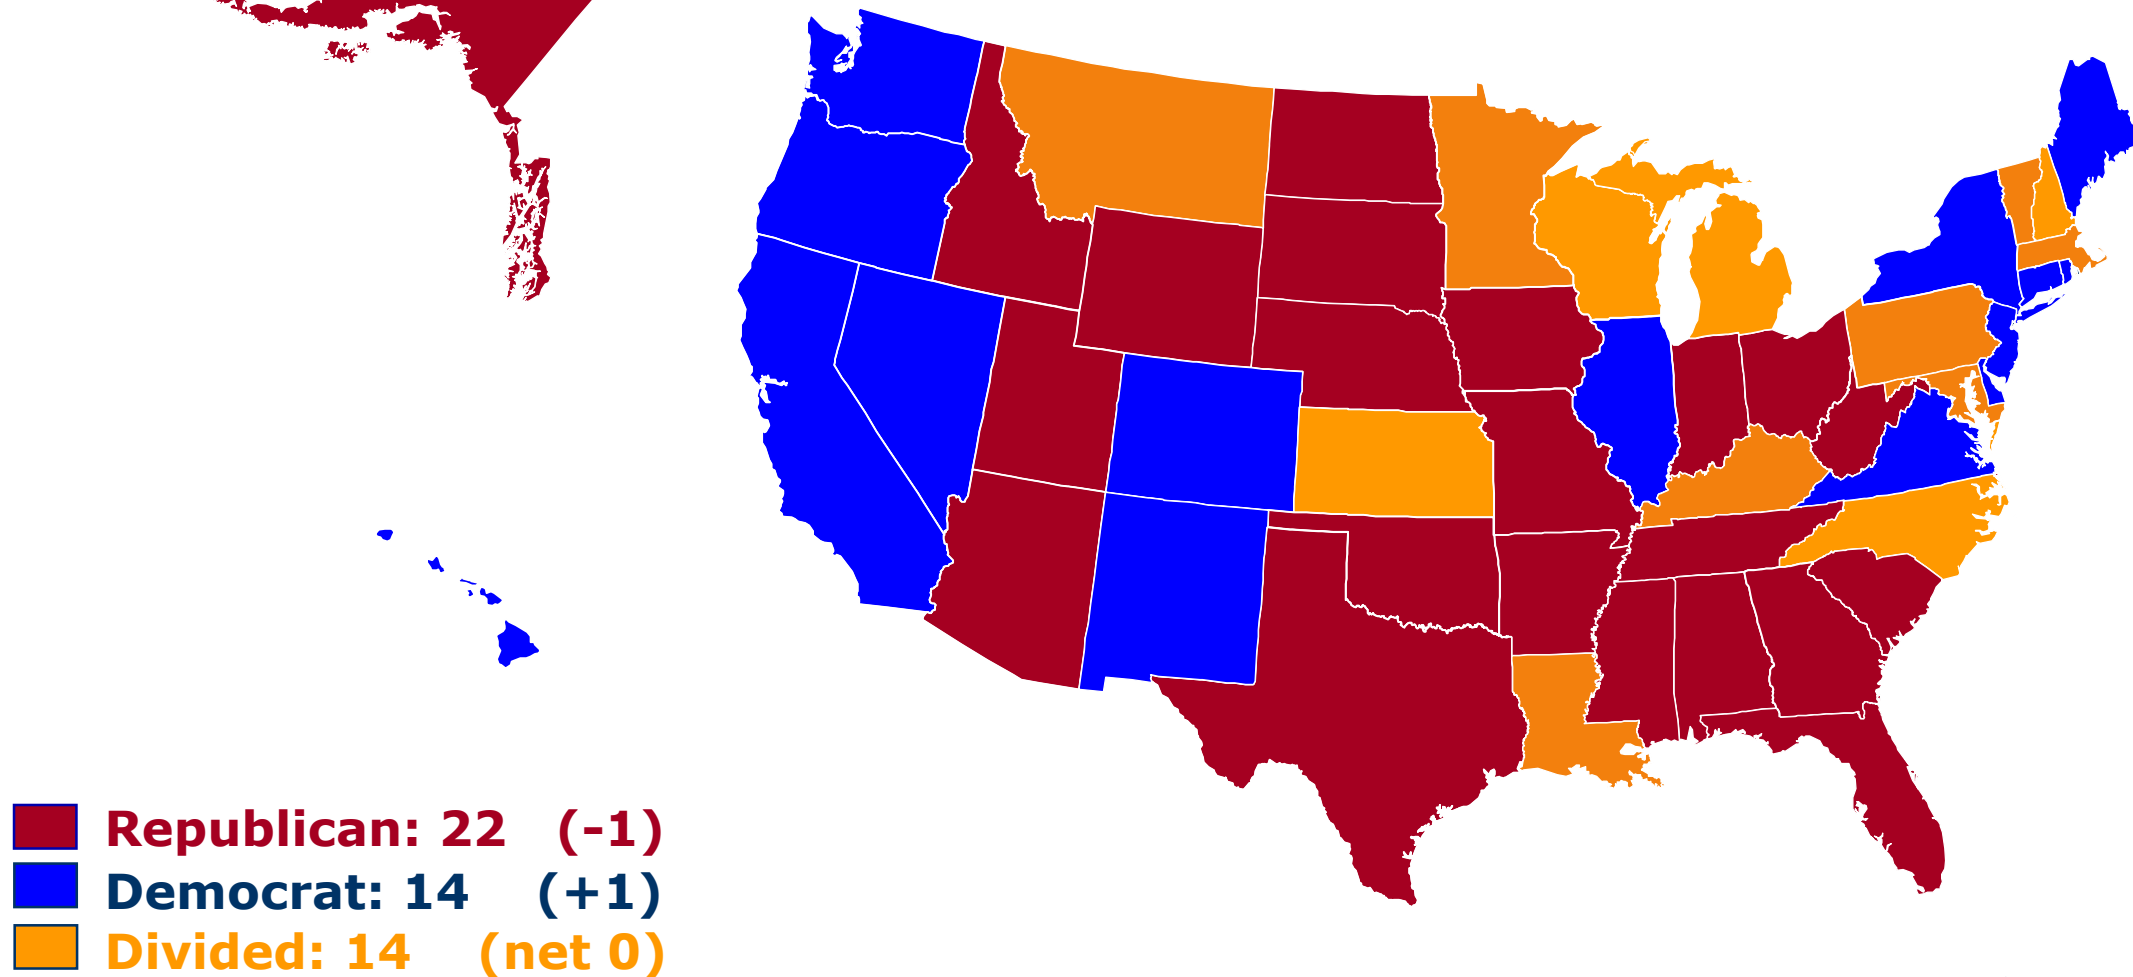 Republican: 22 (-1)
Democrat: 14 (+1)
Divided: 14 (net 0)